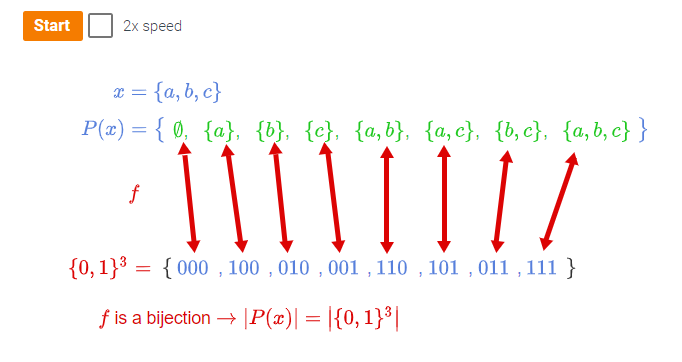 Start 2x speed
x = {a, b, c}
P(x) = { ∅, {a}, {b}, {c}, {a, b}, {a, c}, {b, c}, {a, b, c} }
f
{0, 1}³ = { 000 , 100 , 010 , 001 , 110 , 101 , 011 , 111 }
f is a bijection → |P(x)| = |{0, 1}³|